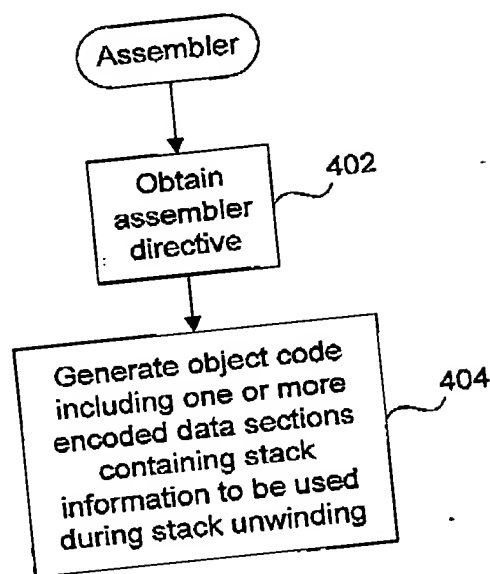 Assembler
Obtain
assembler
directive
402
Generate object code
including one or more
encoded data sections
containing stack
information to be used
during stack unwinding
404